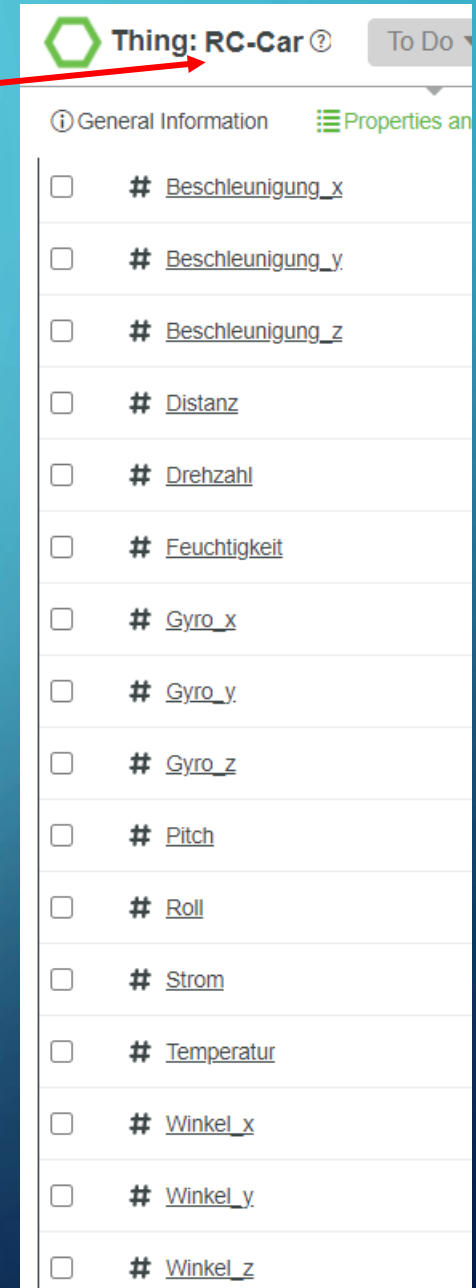 Thing: RC-Car ? To Do
i General Information Properties an
# Beschleunigung_x
# Beschleunigung_y
# Beschleunigung_z
# Distanz
# Drehzahl
# Feuchtigkeit
# Gyro_x
# Gyro_y
# Gyro_z
# Pitch
# Roll
# Strom
# Temperatur
# Winkel_x
# Winkel_y
# Winkel_z